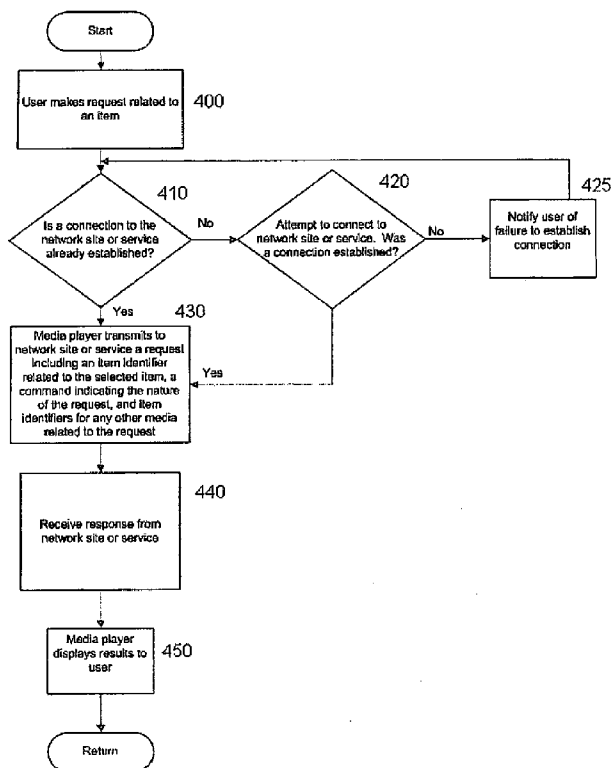 Start
User makes request related to
an item
400
410
Is a connection to the
network site or service
already established?
No
420
Attempt to connect to
network site or service. Was
a connection established?
No
425
Notify user of
failure to establish
connection
Yes
430
Media player transmits to
network site or service a request
including an item identifier
related to the selected item, a
command indicating the nature
of the request, and item
identifiers for any other media
related to the request
Yes
440
Receive response from
network site or service
Media player
displays results to
user
450
Return